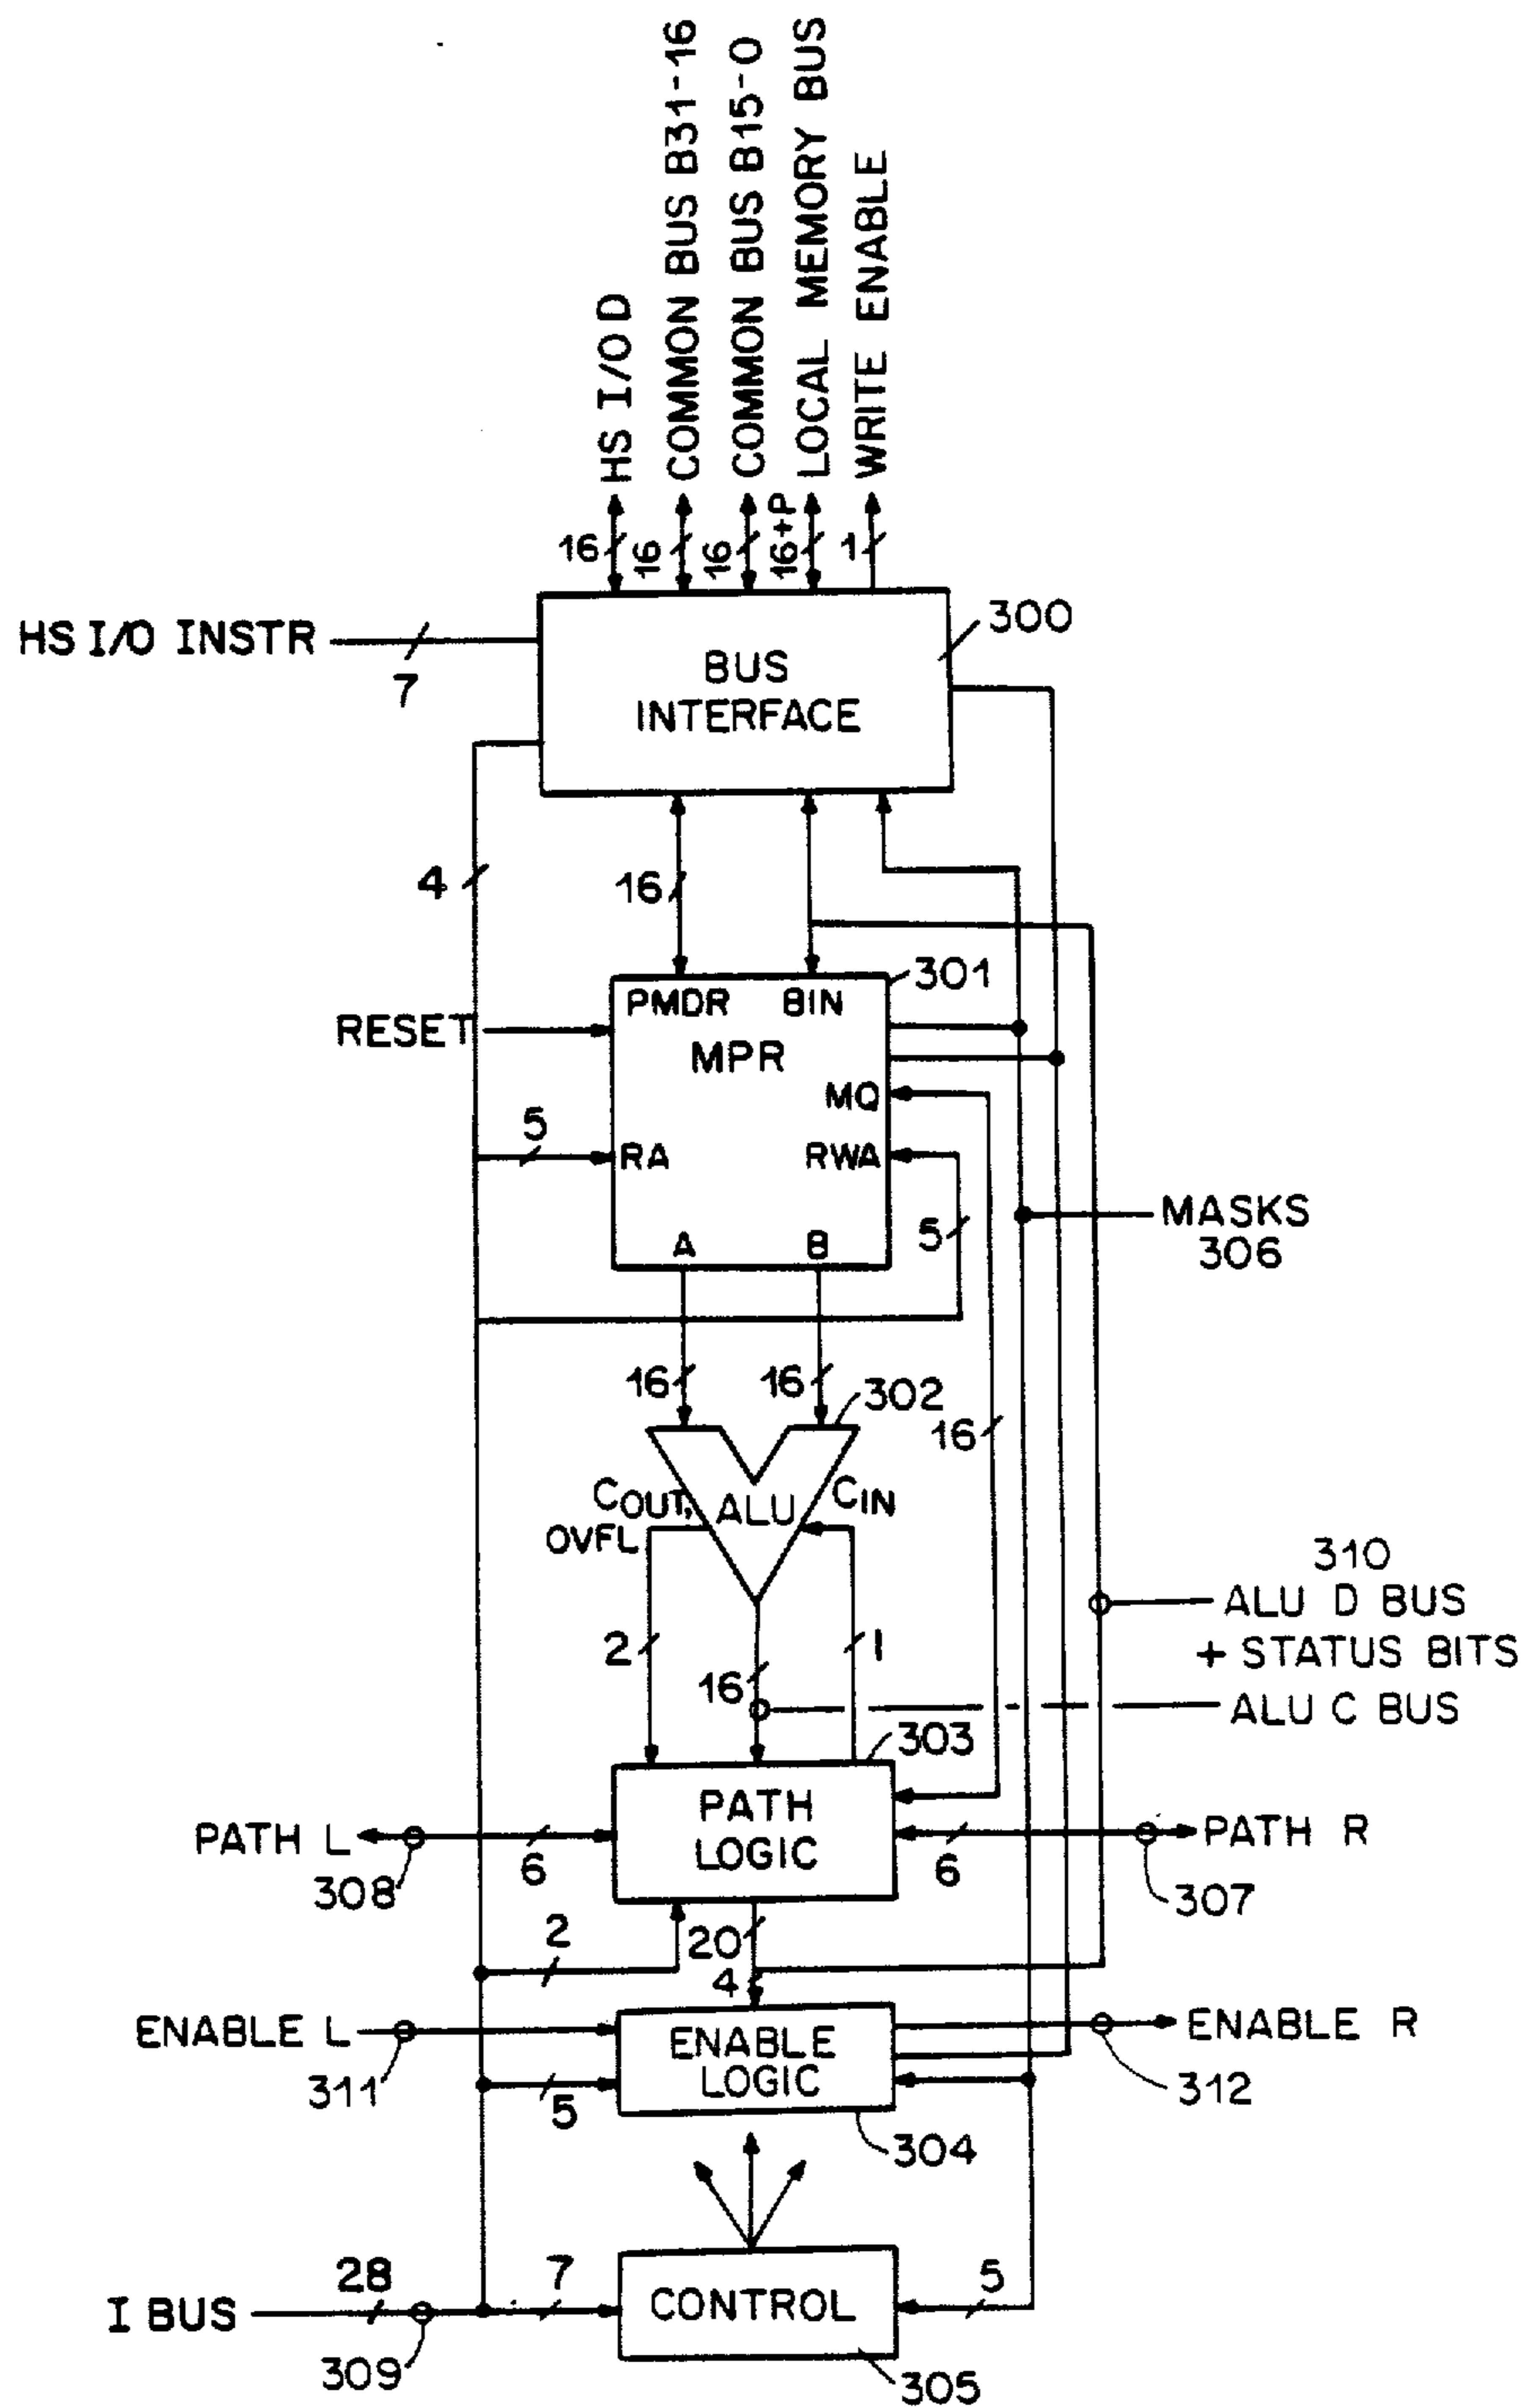 HS I/O D
COMMON BUS B31-16
COMMON BUS B15-0
LOCAL MEMORY BUS
WRITE ENABLE
16
16
16
16+P
1
HS I/O INSTR
7
300
BUS
INTERFACE
4
16
301
PMDR
BIN
RESET
MPR
MQ
5
RA
RWA
MASKS
306
5
A
B
16
16
302
16
COUT,
OVFL
ALU
CIN
310
ALU D BUS
+ STATUS BITS
2
1
16
ALU C BUS
303
PATH L
6
PATH
LOGIC
6
PATH R
308
307
2
20
4
ENABLE L
ENABLE
LOGIC
ENABLE R
311
5
312
304
I BUS
28
7
CONTROL
5
309
305